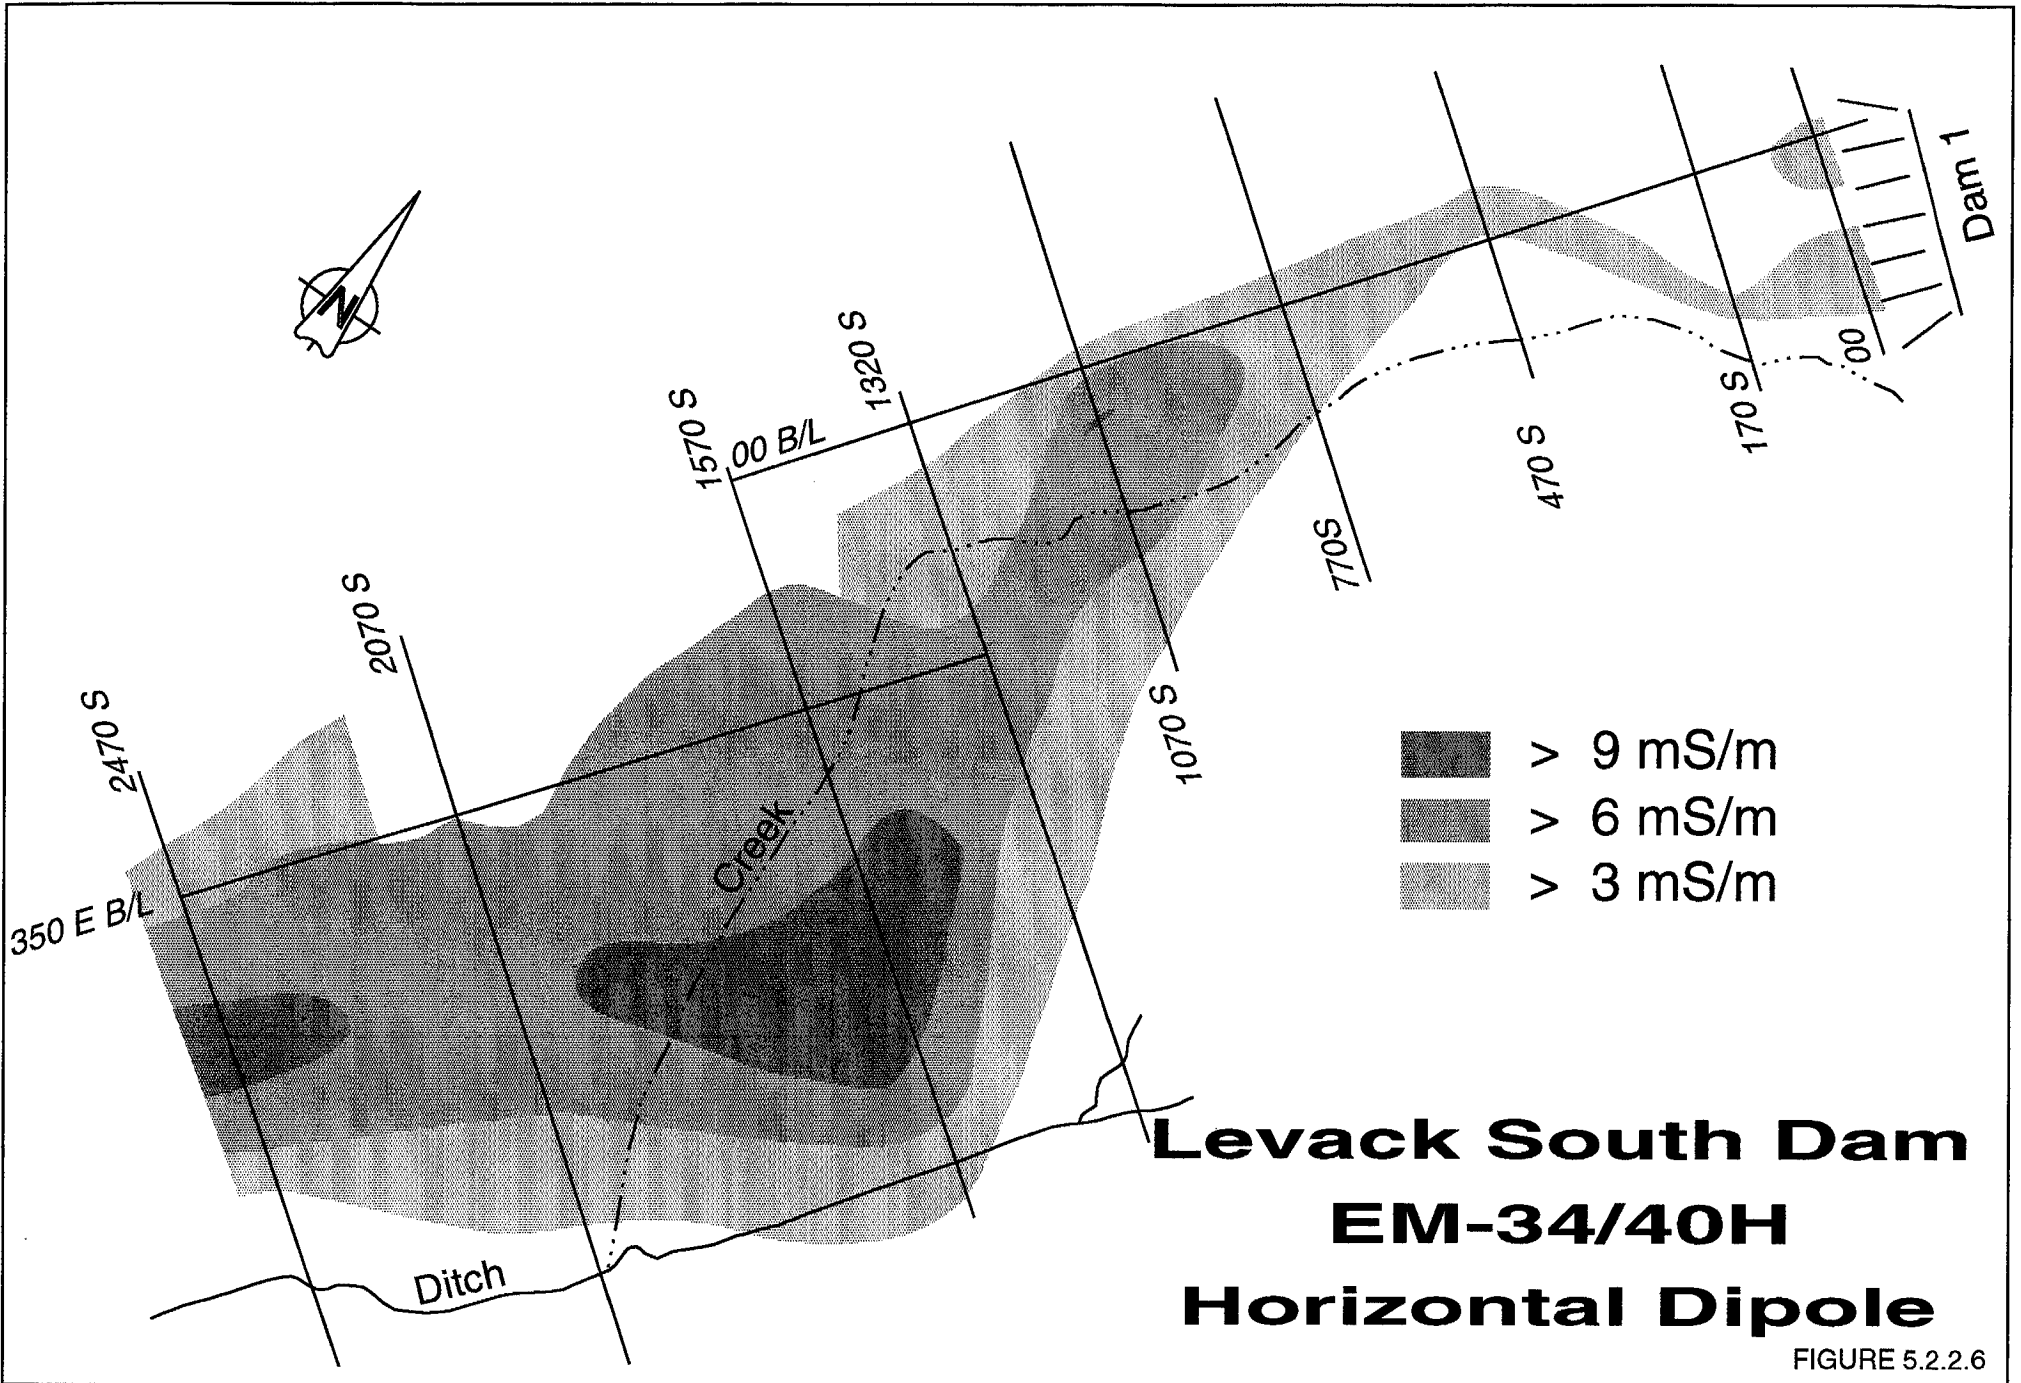 N
Dam 1
00
170 S
470 S
770S
1070 S
1320 S
1570 S
00 B/L
2070 S
2470 S
350 E B/L
Creek
Ditch
> 9 mS/m
> 6 mS/m
> 3 mS/m
Levack South Dam
EM-34/40H
Horizontal Dipole
FIGURE 5.2.2.6